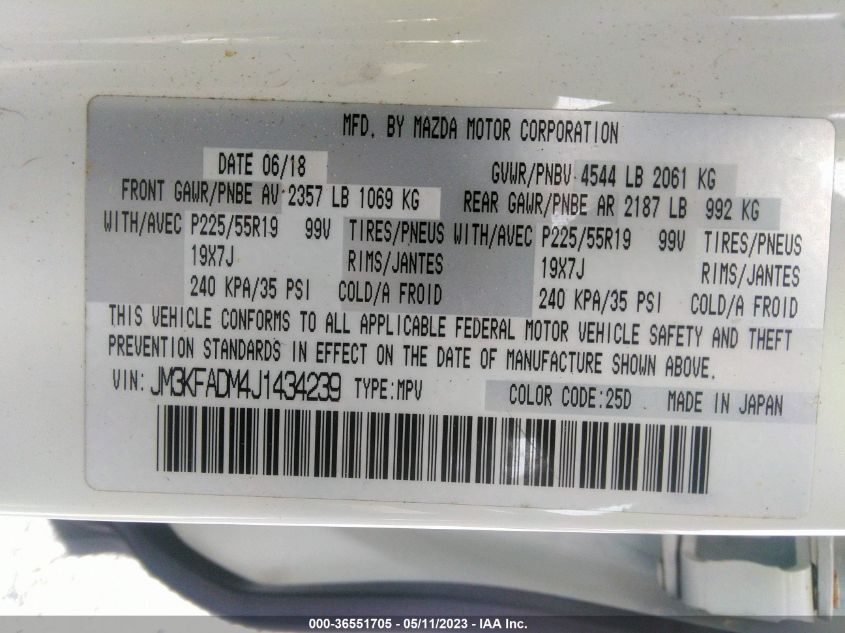 MFD. BY MAZDA MOTOR CORPORATION
DATE 06/18 GVWR/PNBV 4544 LB 2061 KG
FRONT GAWR/PNBE AV 2357 LB 1069 KG REAR GAWR/PNBE AR 2187 LB 992 KG
WITH/AVEC P225/55R19 99V TIRES/PNEUS WITH/AVEC P225/55R19 99V TIRES/PNEUS
19X7J RIMS/JANTES 19X7J RIMS/JANTES
240 KPA/35 PSI COLD/A FROID 240 KPA/35 PSI COLD/A FROID
THIS VEHICLE CONFORMS TO ALL APPLICABLE FEDERAL MOTOR VEHICLE SAFETY AND THEFT
PREVENTION STANDARDS IN EFFECT ON THE DATE OF MANUFACTURE SHOWN ABOVE.
VIN: JM3KFADM4J1434239 TYPE:MPV COLOR CODE:25D MADE IN JAPAN
000-36551705 - 05/11/2023 - IAA Inc.